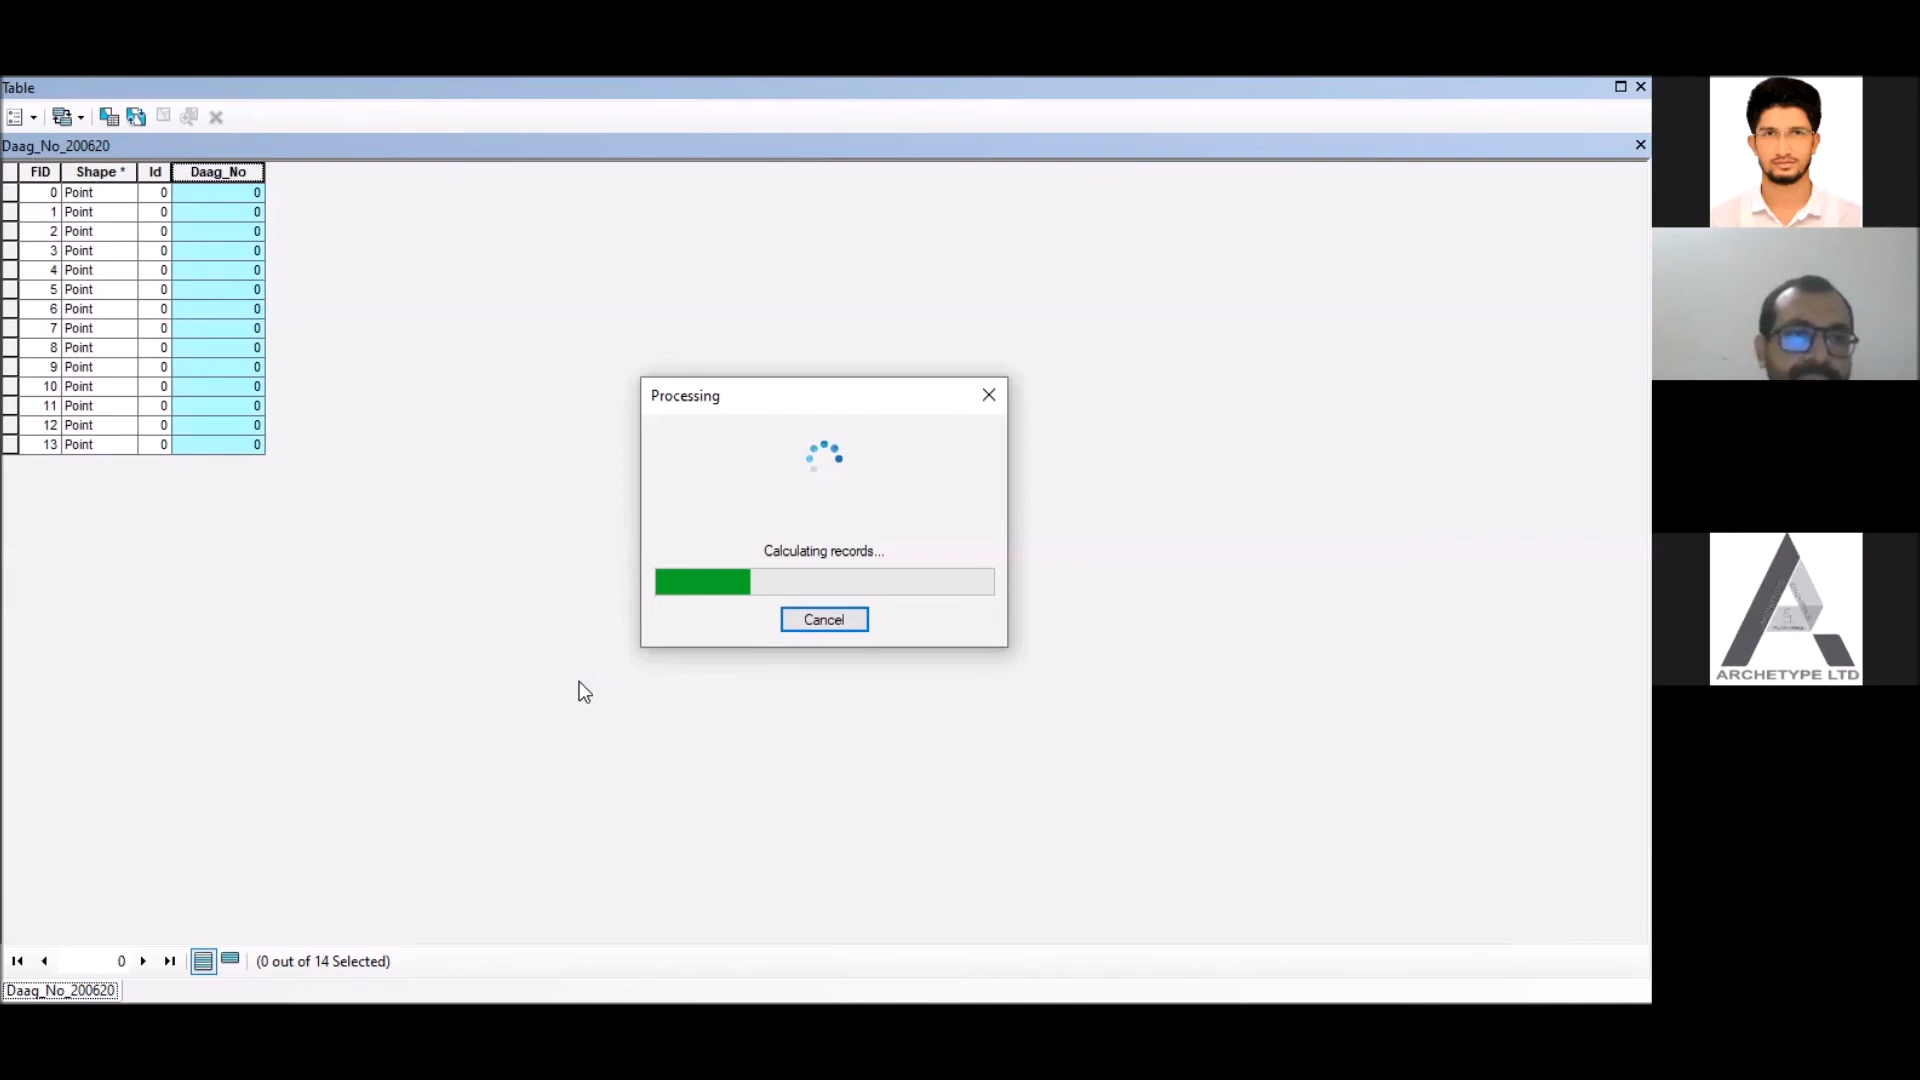 Table
Daag_No_200620
FID Shape * Id Daag_No
0 Point 0 0
1 Point 0 0
2 Point 0 0
3 Point 0 0
4 Point 0 0
5 Point 0 0
6 Point 0 0
7 Point 0 0
8 Point 0 0
9 Point 0 0
10 Point 0 0
11 Point 0 0
12 Point 0 0
13 Point 0 0
Processing
Calculating records...
Cancel
0
(0 out of 14 Selected)
Daag_No_200620
ARCHETYPE LTD